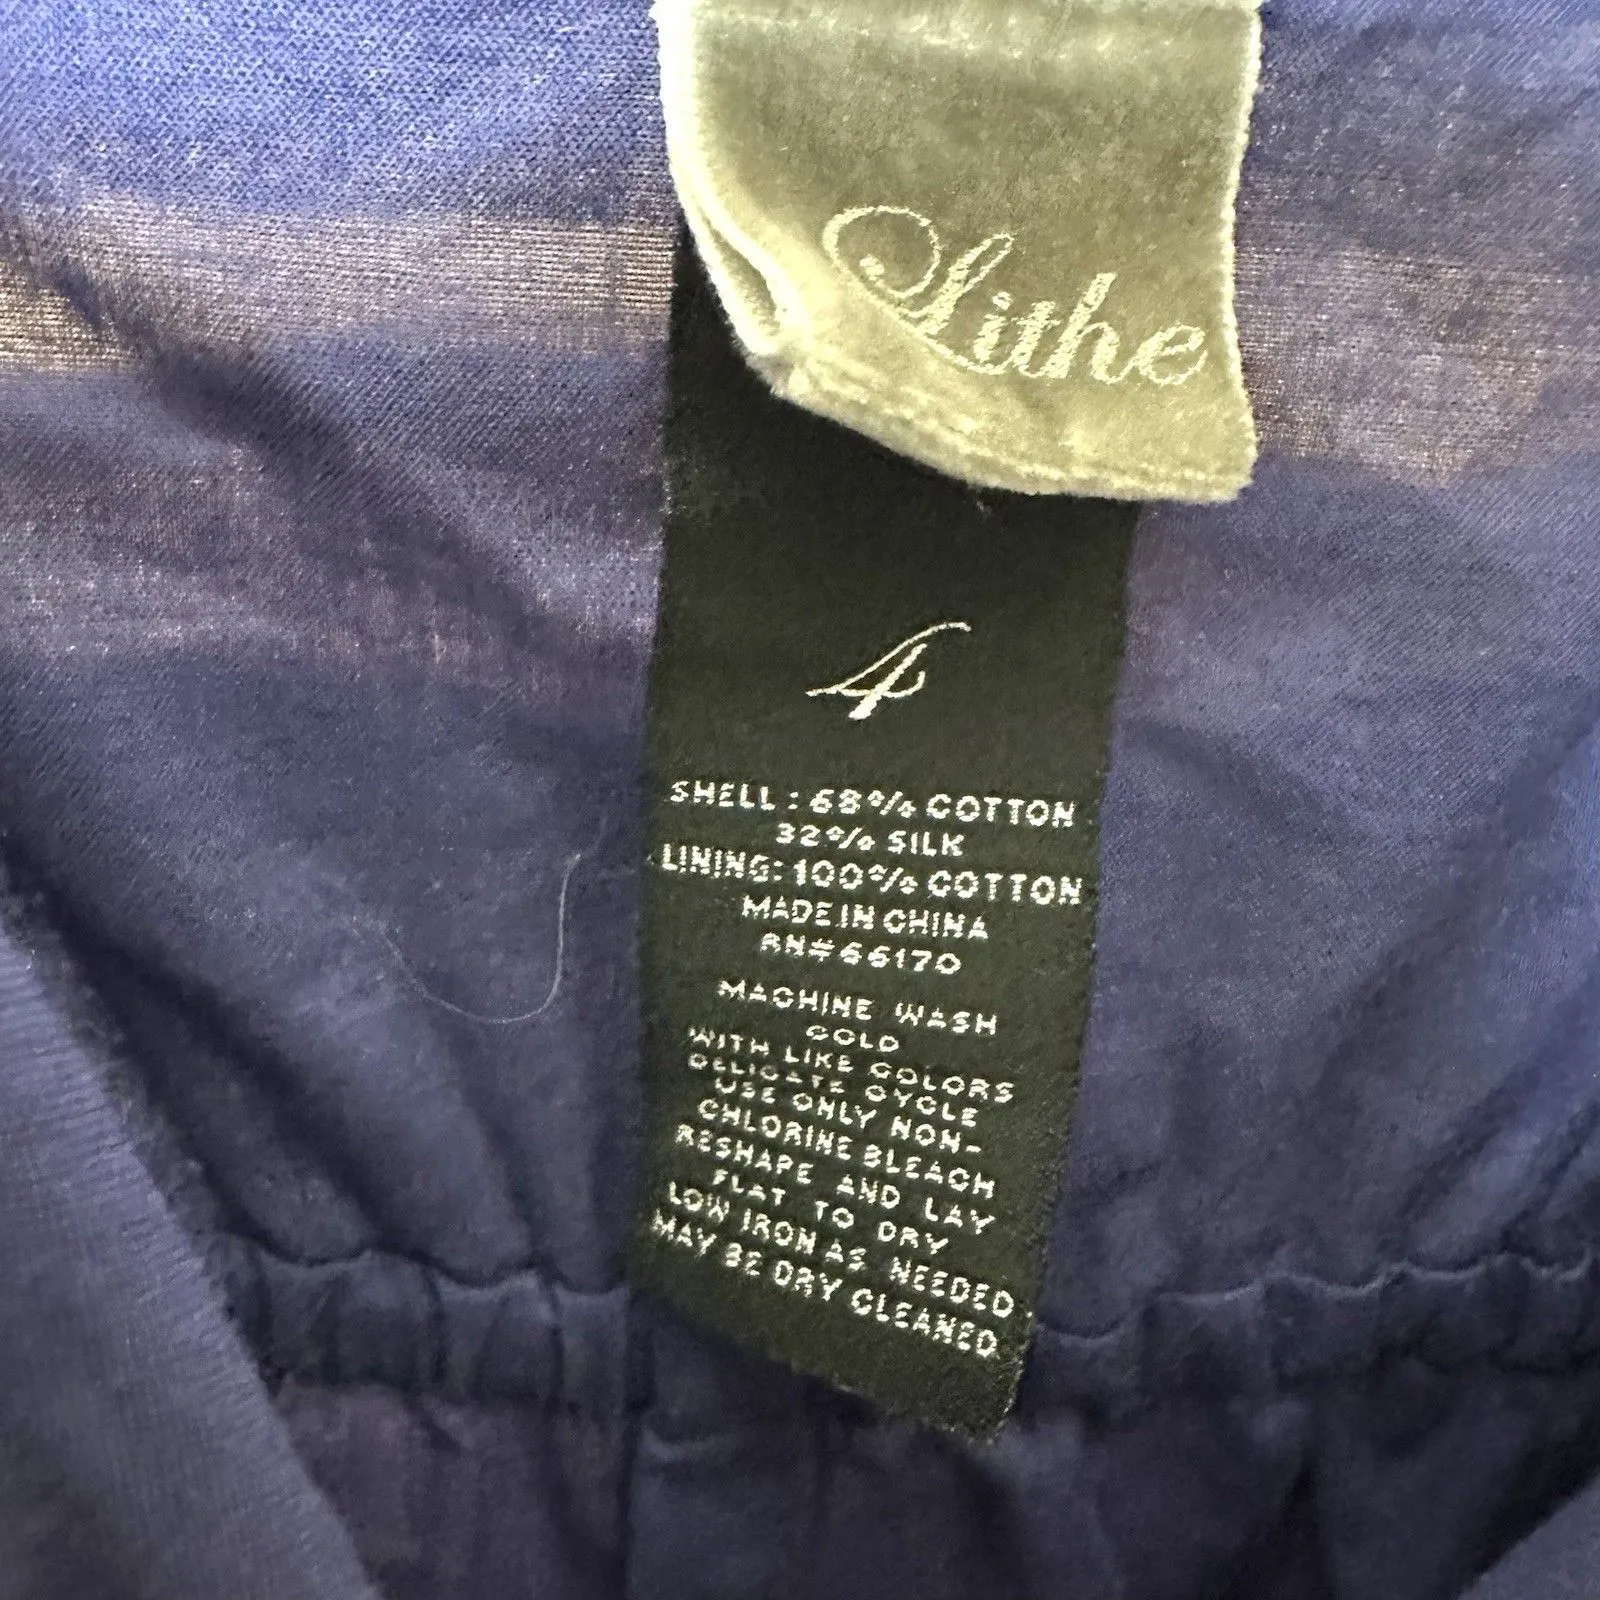 Lithe
4
SHELL: 68% COTTON
32% SILK
LINING: 100% COTTON
MADE IN CHINA
RN#66170
MACHINE WASH
COLD
WITH LIKE COLORS
DELICATE CYCLE
USE ONLY NON-
CHLORINE BLEACH
RESHAPE AND LAY
FLAT TO DRY
LOW IRON AS NEEDED
MAY BE DRY CLEANED